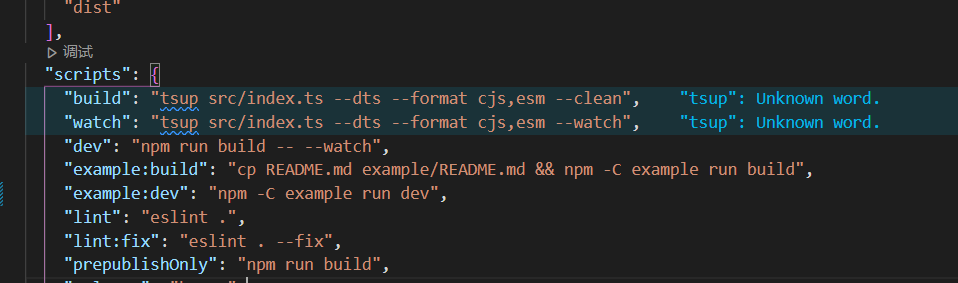 "dist"
],
调试
"scripts": {
"build": "tsup src/index.ts --dts --format cjs,esm --clean", "tsup": Unknown word.
"watch": "tsup src/index.ts --dts --format cjs,esm --watch", "tsup": Unknown word.
"dev": "npm run build -- --watch",
"example:build": "cp README.md example/README.md && npm -C example run build",
"example:dev": "npm -C example run dev",
"lint": "eslint .",
"lint:fix": "eslint . --fix",
"prepublishOnly": "npm run build",